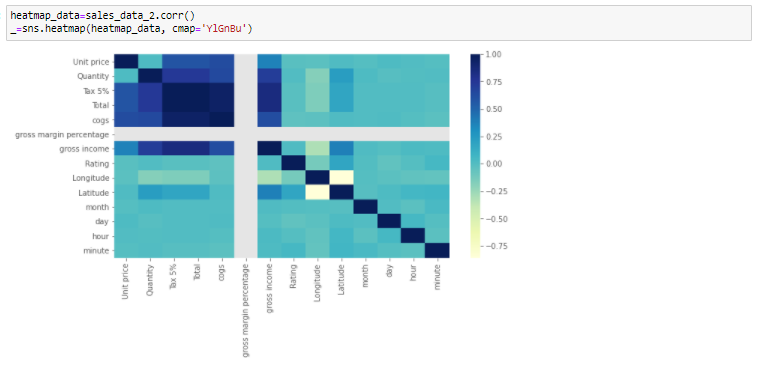 heatmap_data=sales_data_2.corr()
_=sns.heatmap(heatmap_data, cmap='YlGnBu')
Unit price
Quantity
Tax 5%
Total
cogs
gross margin percentage
gross income
Rating
Longitude
Latitude
month
day
hour
minute
1.00
0.75
0.50
0.25
0.00
−0.25
−0.50
−0.75
Unit price
Quantity
Tax 5%
Total
cogs
gross margin percentage
gross income
Rating
Longitude
Latitude
month
day
hour
minute